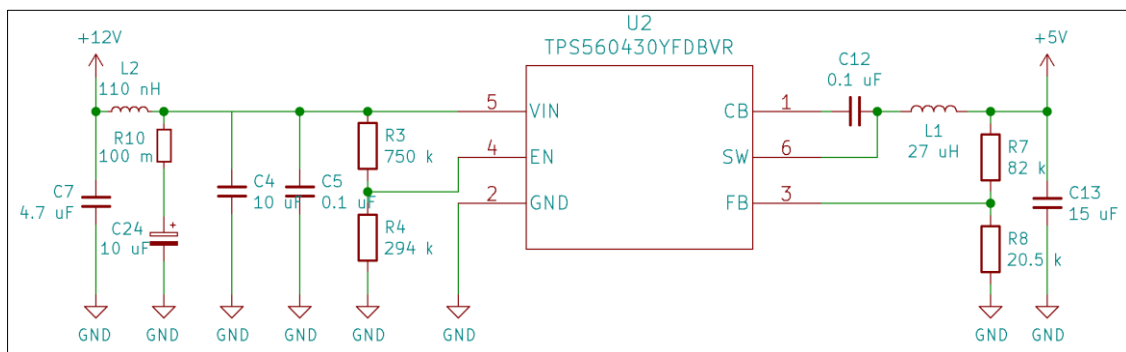 U2
TPS560430YFDBVR
+12V
L2
110 nH
R10
100 m
C7
4.7 uF
C24
+
10 uF
C4
10 uF
C5
0.1 uF
R3
750 k
R4
294 k
5
VIN
4
EN
2
GND
CB
1
SW
6
FB
3
C12
0.1 uF
L1
27 uH
+5V
R7
82 k
C13
15 uF
R8
20.5 k
GND
GND
GND
GND
GND
GND
GND
GND